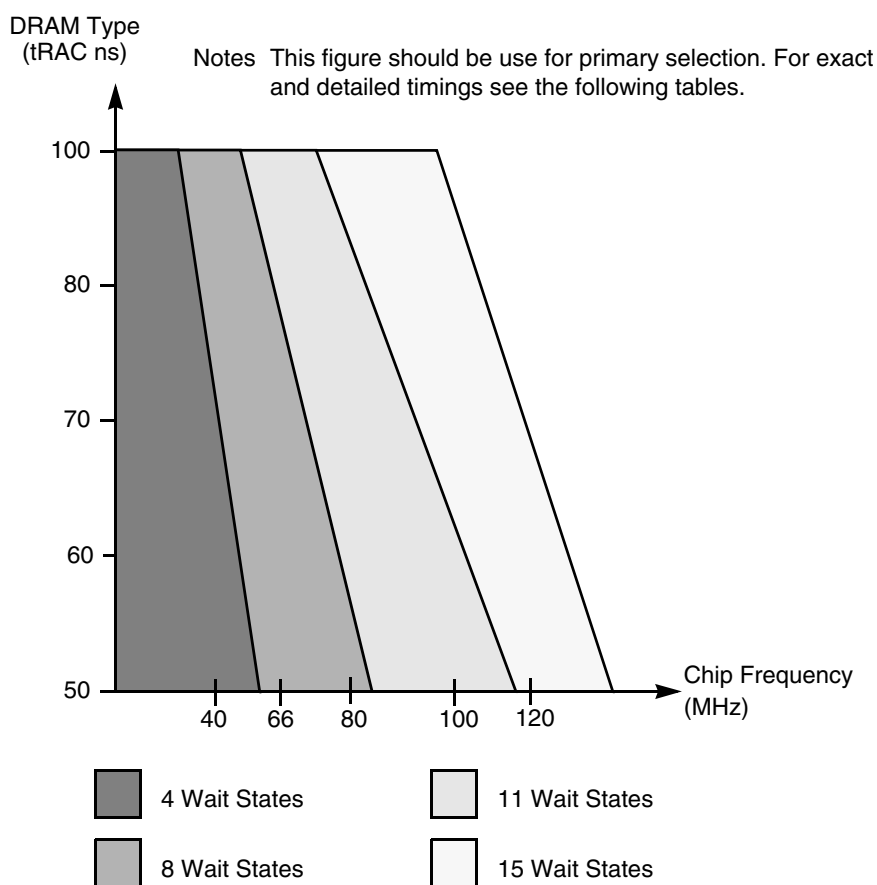 DRAM Type
(tRAC ns)
Notes This figure should be use for primary selection. For exact
and detailed timings see the following tables.
100
80
70
60
50
40
66
80
100
120
Chip Frequency
(MHz)
4 Wait States
11 Wait States
8 Wait States
15 Wait States